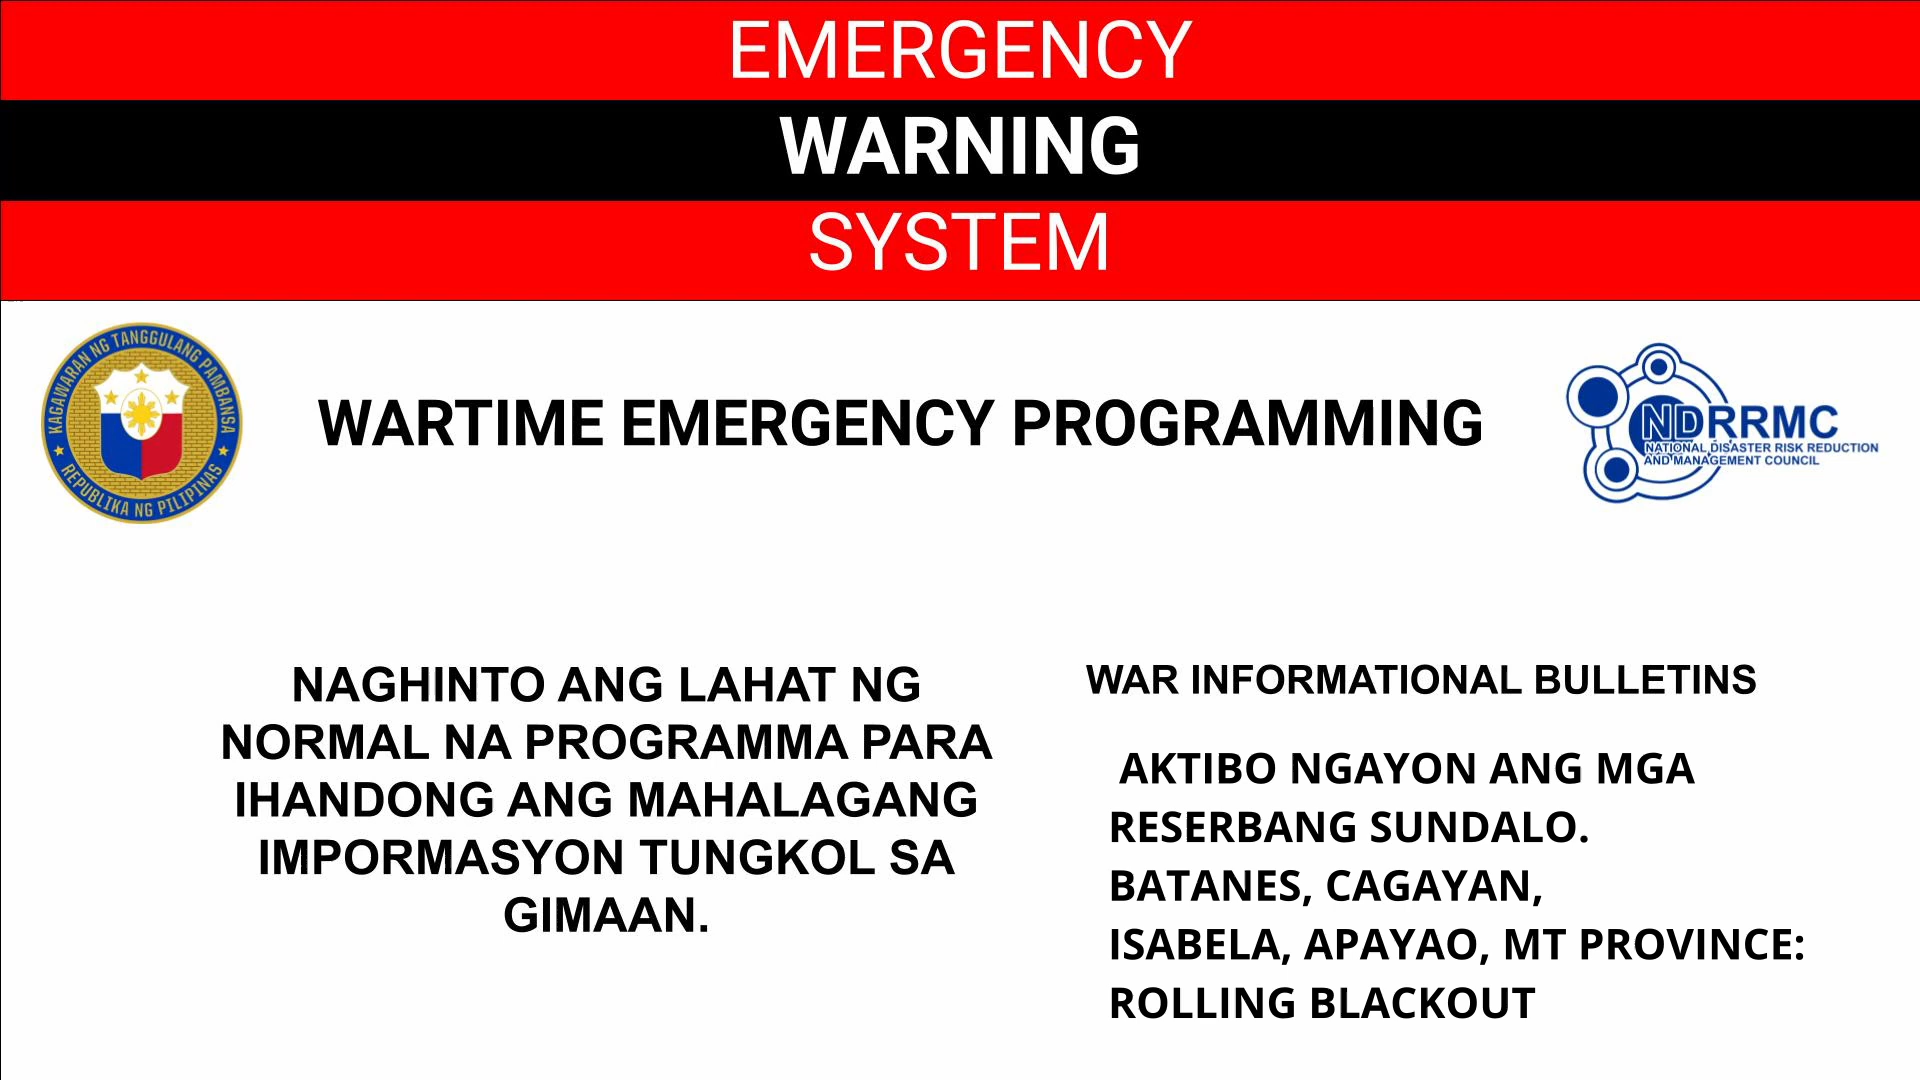 EMERGENCY
WARNING
SYSTEM
KAGAWARAN NG TANGGULANG PAMBANSA
REPUBLIKA NG PILIPINAS
WARTIME EMERGENCY PROGRAMMING
NDRRMC
NATIONAL DISASTER RISK REDUCTION
AND MANAGEMENT COUNCIL
NAGHINTO ANG LAHAT NG
NORMAL NA PROGRAMMA PARA
IHANDONG ANG MAHALAGANG
IMPORMASYON TUNGKOL SA
GIMAAN.
WAR INFORMATIONAL BULLETINS
AKTIBO NGAYON ANG MGA
RESERBANG SUNDALO.
BATANES, CAGAYAN,
ISABELA, APAYAO, MT PROVINCE:
ROLLING BLACKOUT